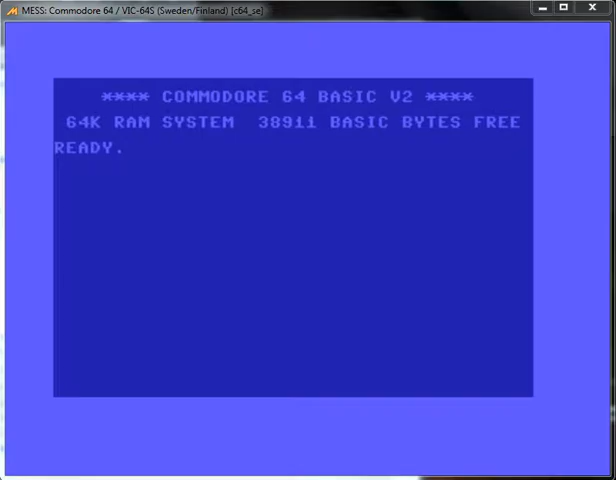 MESS: Commodore 64 / VIC-64S (Sweden/Finland) [c64_se]
**** COMMODORE 64 BASIC V2 ****
64K RAM SYSTEM  38911 BASIC BYTES FREE
READY.